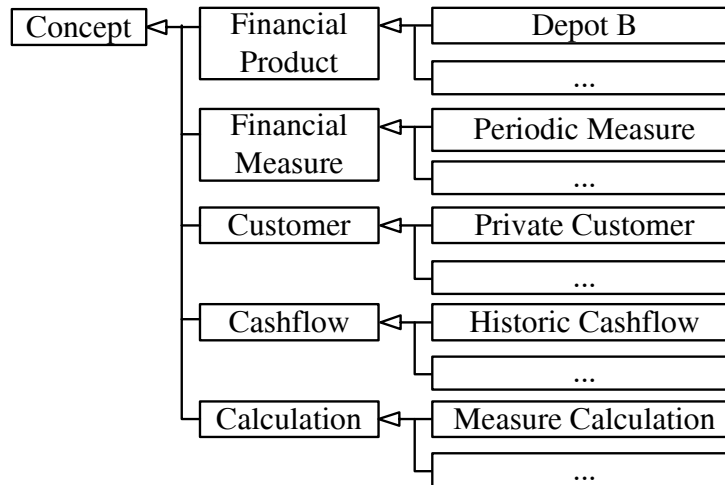 Concept
Financial
Product
Depot B
...
Financial
Measure
Periodic Measure
...
Customer
Private Customer
...
Cashflow
Historic Cashflow
...
Calculation
Measure Calculation
...